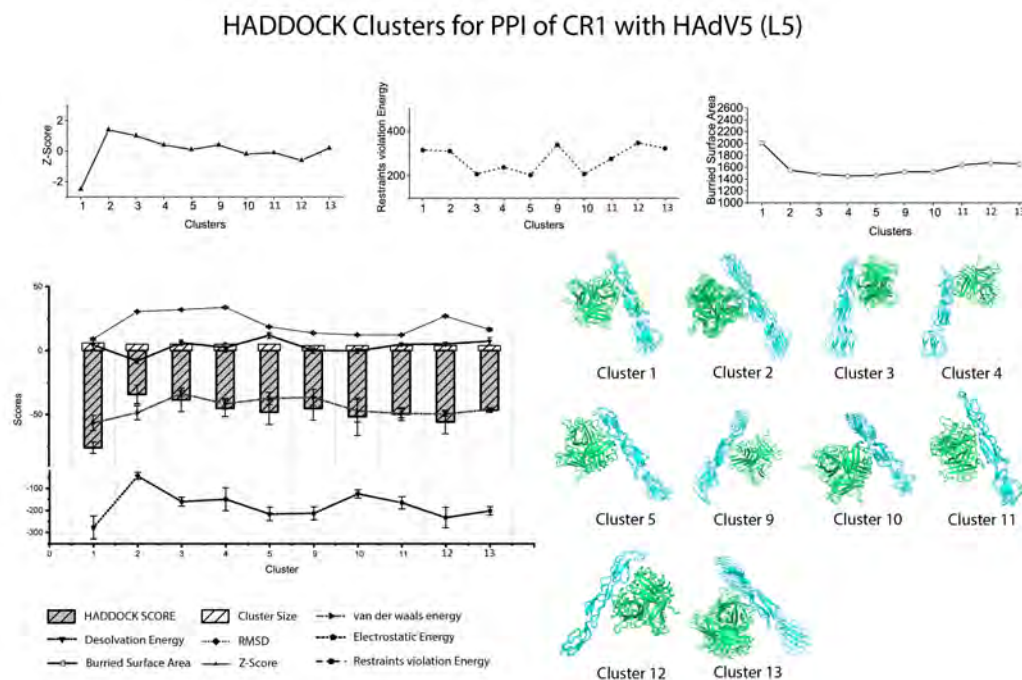 HADDOCK Clusters for PPI of CR1 with HAdV5 (L5)
Z-Score
2
0
-2
1 2 3 4 5 9 10 11 12 13
Clusters
Restraints violation Energy
400
200
1 2 3 4 5 9 10 11 12 13
Clusters
Burried Surface Area
2600
2400
2200
2000
1800
1600
1400
1200
1000
1 2 3 4 5 9 10 11 12 13
Clusters
Scores
50
0
-50
-100
-200
-300
0 1 2 3 4 5 9 10 11 12 13
Cluster
Cluster 1 Cluster 2 Cluster 3 Cluster 4
Cluster 5 Cluster 9 Cluster 10 Cluster 11
Cluster 12 Cluster 13
HADDOCK SCORE Cluster Size van der waals energy
Desolvation Energy RMSD Electrostatic Energy
Burried Surface Area Z-Score Restraints violation Energy